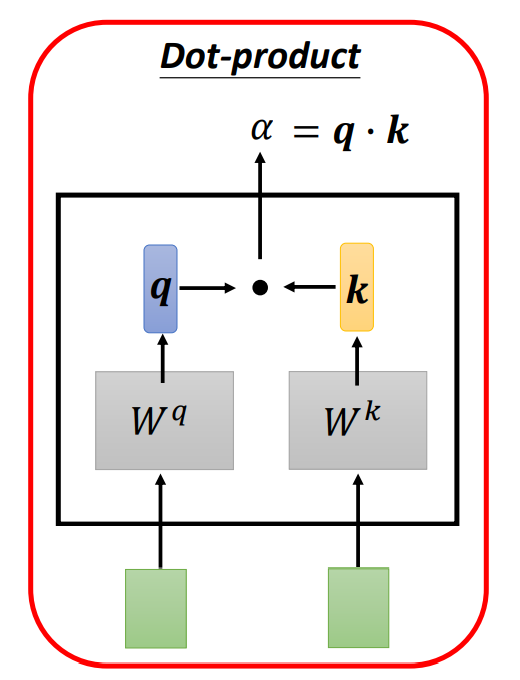 Dot-product
α = q · k
q k
W^q W^k